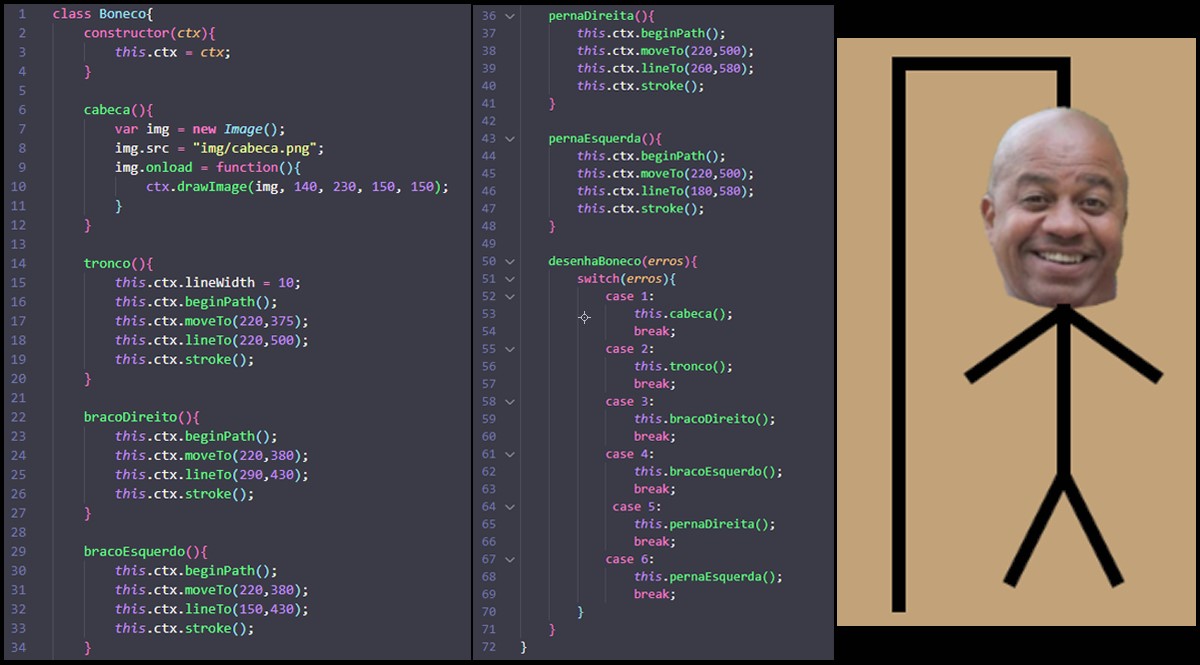 1 class Boneco{
2 constructor(ctx){
3 this.ctx = ctx;
4 }
5
6 cabeca(){
7 var img = new Image();
8 img.src = "img/cabeca.png";
9 img.onload = function(){
10 ctx.drawImage(img, 140, 230, 150, 150);
11 }
12 }
13
14 tronco(){
15 this.ctx.lineWidth = 10;
16 this.ctx.beginPath();
17 this.ctx.moveTo(220,375);
18 this.ctx.lineTo(220,500);
19 this.ctx.stroke();
20 }
21
22 bracoDireito(){
23 this.ctx.beginPath();
24 this.ctx.moveTo(220,380);
25 this.ctx.lineTo(290,430);
26 this.ctx.stroke();
27 }
28
29 bracoEsquerdo(){
30 this.ctx.beginPath();
31 this.ctx.moveTo(220,380);
32 this.ctx.lineTo(150,430);
33 this.ctx.stroke();
34 }
36 pernaDireita(){
37 this.ctx.beginPath();
38 this.ctx.moveTo(220,500);
39 this.ctx.lineTo(260,580);
40 this.ctx.stroke();
41 }
42
43 pernaEsquerda(){
44 this.ctx.beginPath();
45 this.ctx.moveTo(220,500);
46 this.ctx.lineTo(180,580);
47 this.ctx.stroke();
48 }
49
50 desenhaBoneco(erros){
51 switch(erros){
52 case 1:
53 this.cabeca();
54 break;
55 case 2:
56 this.tronco();
57 break;
58 case 3:
59 this.bracoDireito();
60 break;
61 case 4:
62 this.bracoEsquerdo();
63 break;
64 case 5:
65 this.pernaDireita();
66 break;
67 case 6:
68 this.pernaEsquerda();
69 break;
70 }
71 }
72 }